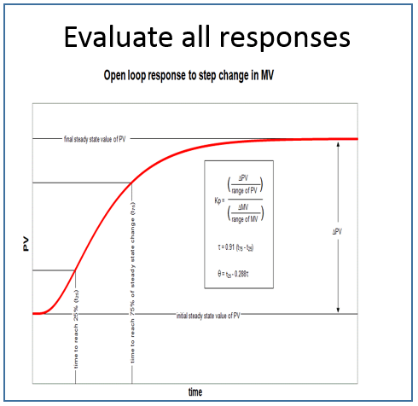 Evaluate all responses
Open loop response to step change in MV
final steady state value of PV
PV
time to reach 25% (t₂₅)
time to reach 75% of steady state change (t₇₅)
Kp = (ΔPV / range of PV) / (ΔMV / range of MV)
τ = 0.91 (t₇₅ - t₂₅)
θ = t₂₅ - 0.288τ
ΔPV
initial steady state value of PV
time